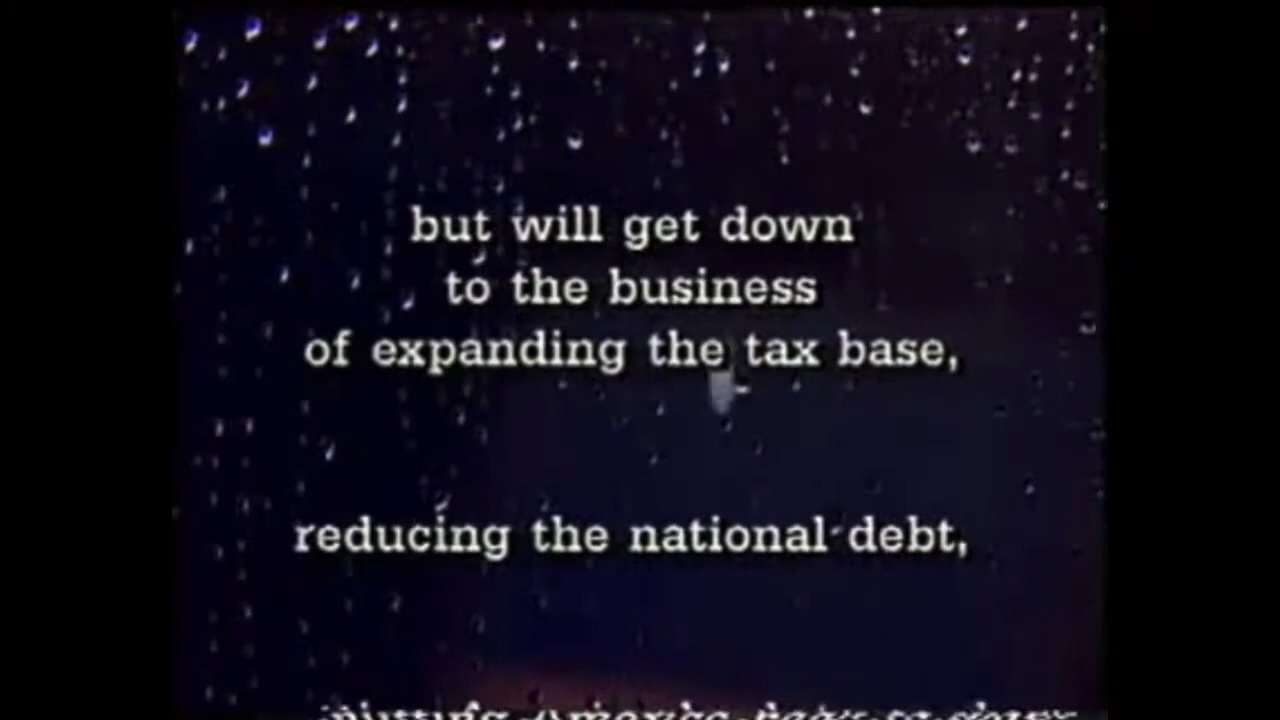 but will get down
to the business
of expanding the tax base,
reducing the national debt,